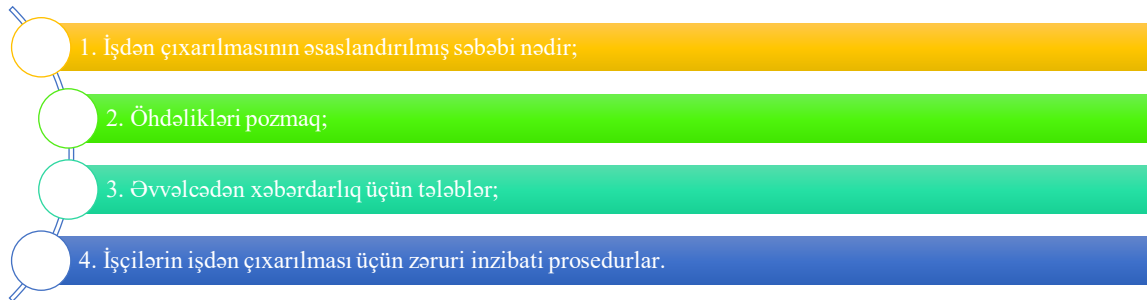 1. İşdən çıxarılmasının əsaslandırılmış səbəbi nədir;
2. Öhdəlikləri pozmaq;
3. Əvvəlcədən xəbərdarlıq üçün tələblər;
4. İşçilərin işdən çıxarılması üçün zəruri inzibati prosedurlar.